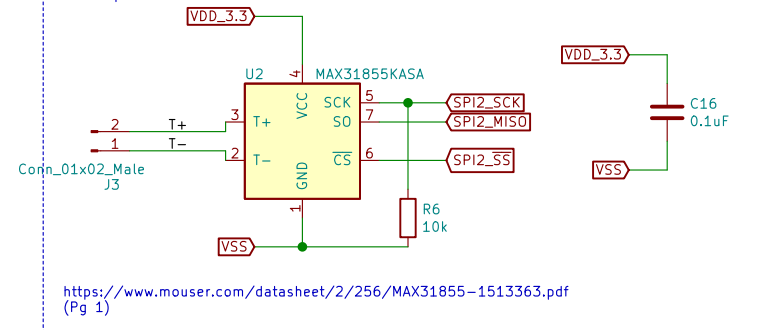 VDD_3.3
U2
MAX31855KASA
4
VCC
VDD_3.3
2
T+
3
T+
SCK
5
SPI2_SCK
SO
7
SPI2_MISO
C16
0.1uF
1
T-
2
T-
CS
6
SPI2_SS
Conn_01x02_Male
J3
GND
1
VSS
R6
10k
VSS
https://www.mouser.com/datasheet/2/256/MAX31855-1513363.pdf
(Pg 1)